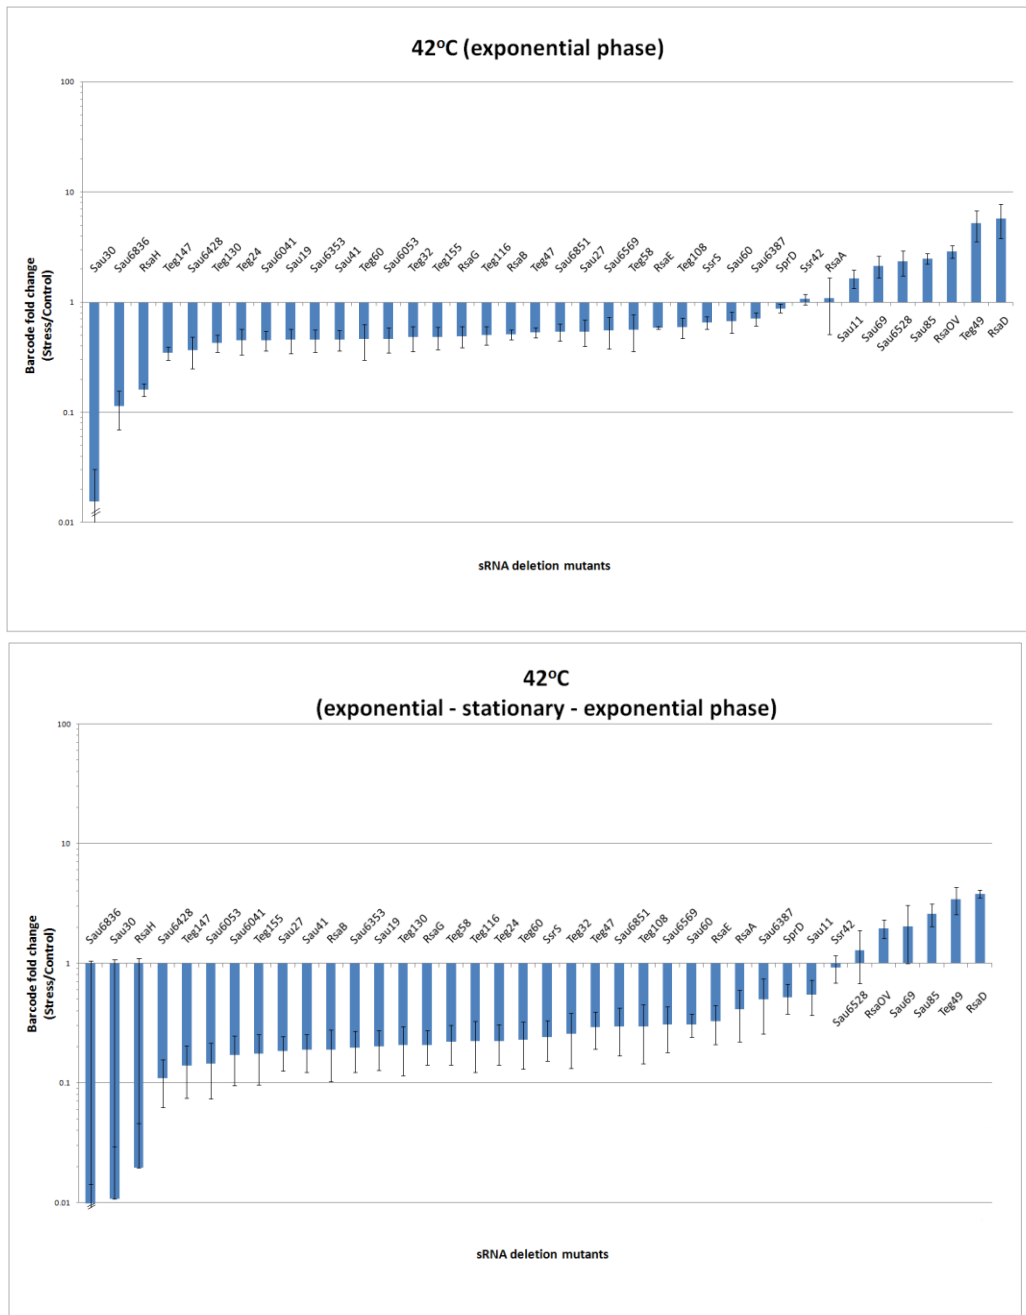 42°C (exponential phase)
100
10
1
0.1
0.01
Barcode fold change
(Stress/Control)
Sau30
Sau6836
RsaH
Teg147
Sau6428
Teg130
Teg24
Sau6041
Sau19
Sau6353
Sau41
Teg60
Sau6053
Teg32
Teg155
RsaG
Teg116
RsaB
Teg47
Sau6851
Sau27
Sau6569
Teg58
RsaE
Teg108
SsrS
Sau60
Sau6387
SprD
Ssr42
RsaA
Sau11
Sau69
Sau6528
Sau85
RsaOV
Teg49
RsaD
sRNA deletion mutants
42°C
(exponential - stationary - exponential phase)
100
10
1
0.1
0.01
Barcode fold change
(Stress/Control)
Sau6836
Sau30
RsaH
Sau6428
Teg147
Sau6053
Sau6041
Teg155
Sau27
Sau41
RsaB
Sau6353
Sau19
Teg130
RsaG
Teg58
Teg116
Teg24
Teg60
SsrS
Teg32
Teg47
Sau6851
Teg108
Sau6569
Sau60
RsaE
RsaA
Sau6387
SprD
Sau11
Ssr42
Sau6528
RsaOV
Sau69
Sau85
Teg49
RsaD
sRNA deletion mutants